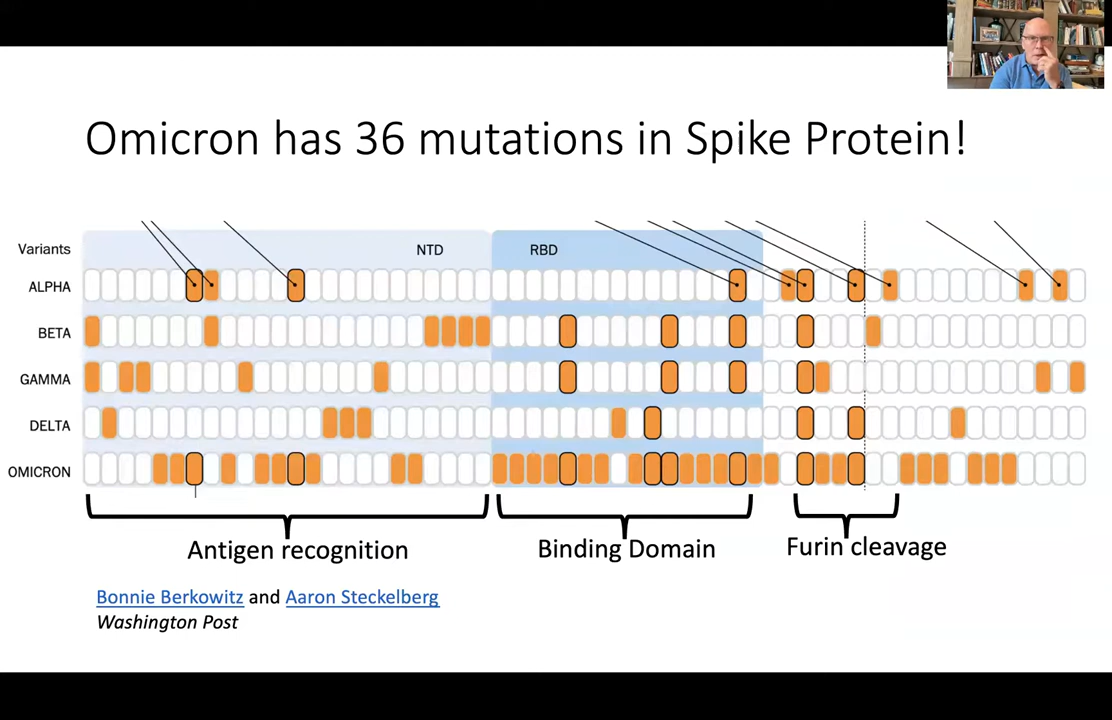 Omicron has 36 mutations in Spike Protein!
Variants
NTD
RBD
ALPHA
BETA
GAMMA
DELTA
OMICRON
Antigen recognition
Binding Domain
Furin cleavage
Bonnie Berkowitz and Aaron Steckelberg
Washington Post